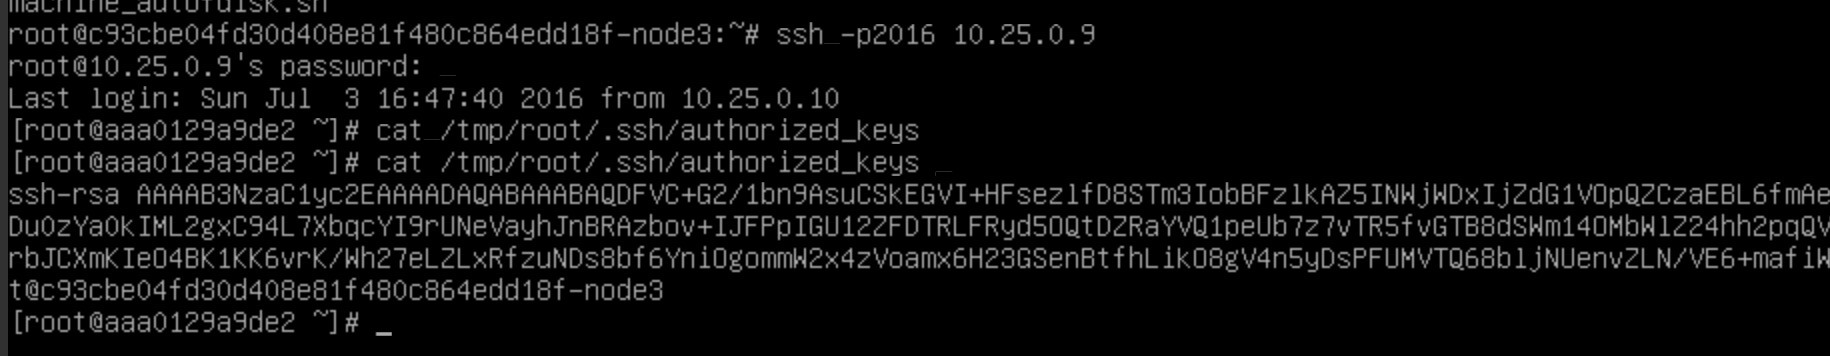 machine_autofdisk.sh
root@c93cbe04fd30d408e81f480c864edd18f-node3:~# ssh -p2016 10.25.0.9
root@10.25.0.9's password:
Last login: Sun Jul  3 16:47:40 2016 from 10.25.0.10
[root@aaa0129a9de2 ~]# cat /tmp/root/.ssh/authorized_keys
[root@aaa0129a9de2 ~]# cat /tmp/root/.ssh/authorized_keys
ssh-rsa AAAAB3NzaC1yc2EAAAADAQABAAABAQDFVC+G2/1bn9AsuCSkEGVI+HFsezlfD8STm3IobBFzlkAZ5INWjWDxIjZdG1VOpQZCzaEBL6fmAe
DuOzYaOkIML2gxC94L7XbqcYI9rUNeVayhJnBRAzbov+IJFPpIGU12ZFDTRLFRyd5OQtDZRaYVQ1peUb7z7vTR5fvGTB8dSWm14OMbWlZ24hh2pqQV
rbJCXmKIeO4BK1KK6vrK/Wh27eLZLxRfzuNDs8bf6YniOgommW2x4zVoamx6H23GSenBtfhLikO8gV4n5yDsPFUMVTQ68bljNUenvZLN/VE6+mafiW
t@c93cbe04fd30d408e81f480c864edd18f-node3
[root@aaa0129a9de2 ~]# _